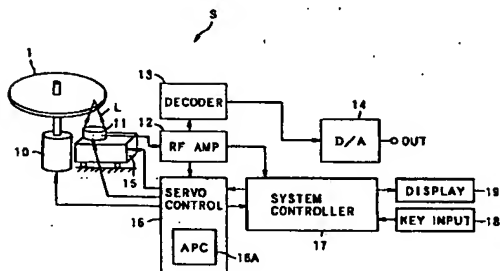 S
1
13
DECODER
L
11
12
14
RF AMP
D/A
OUT
10
15
SERVO CONTROL
SYSTEM CONTROLLER
DISPLAY
19
16
KEY INPUT
18
17
APC
16A